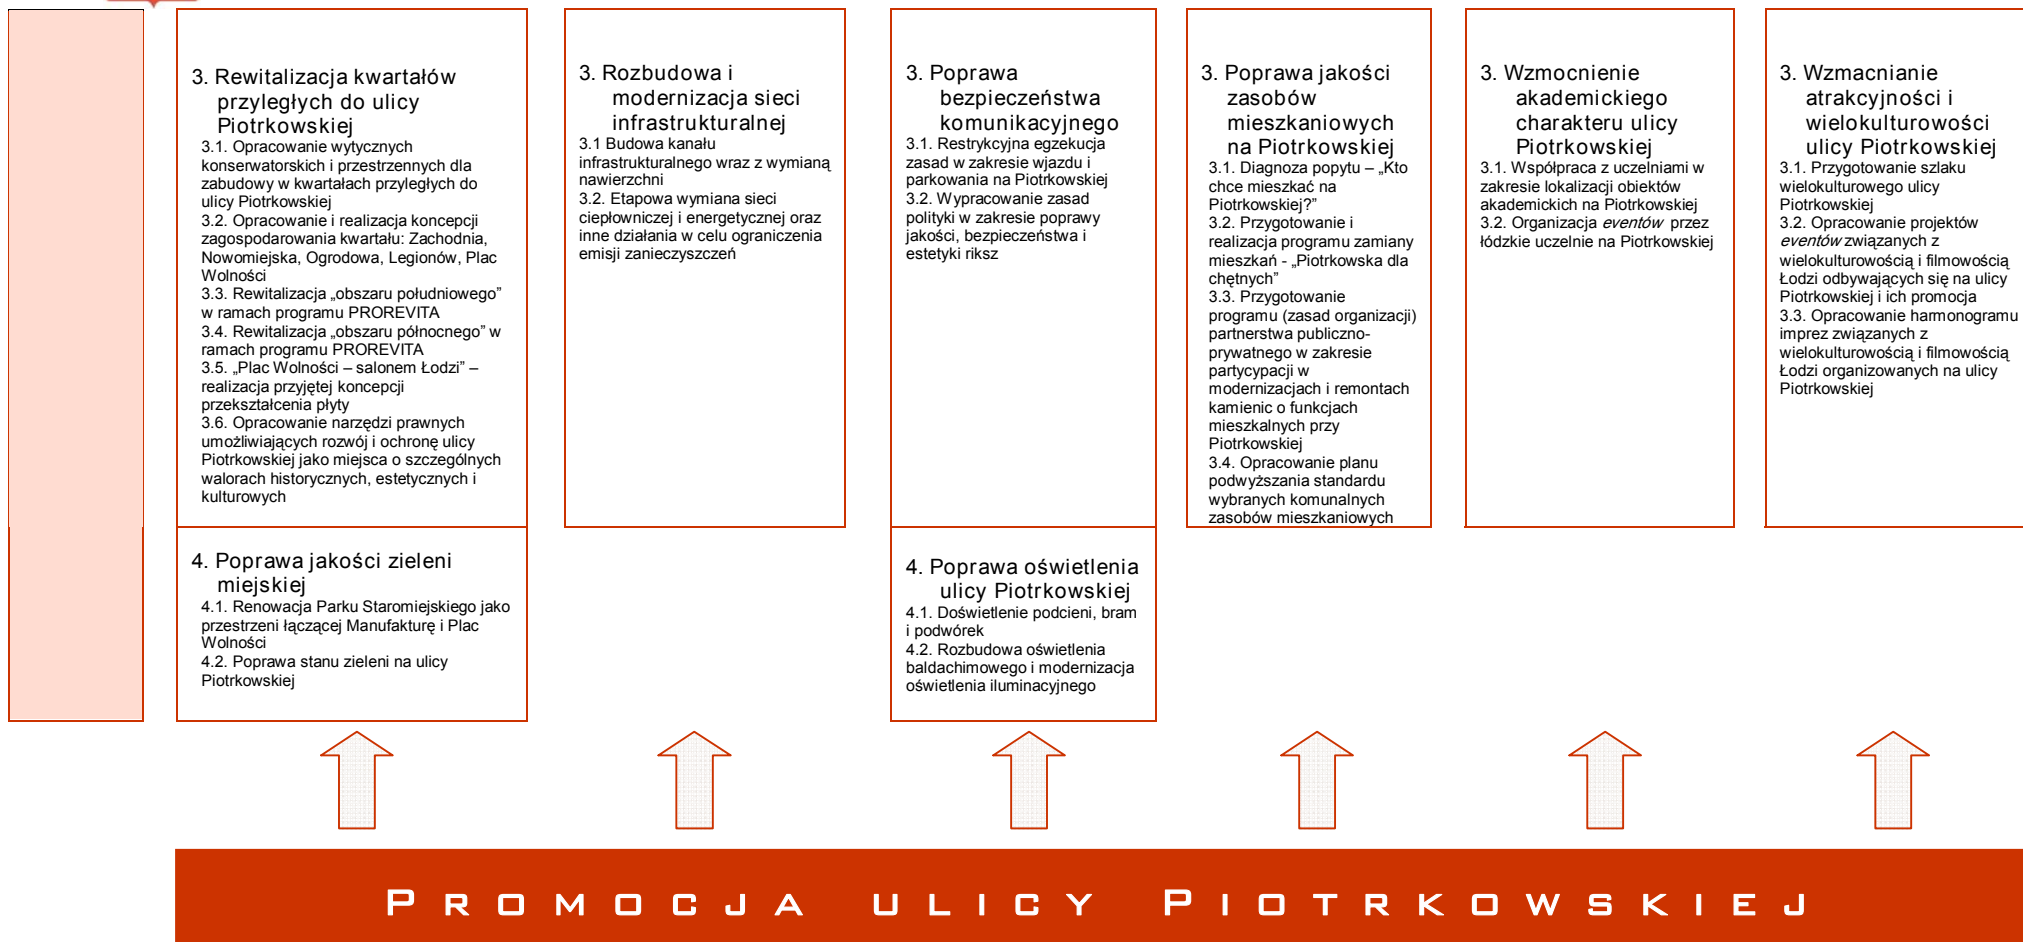 3. Rewitalizacja kwartałów
przyległych do ulicy
Piotrkowskiej
3.1. Opracowanie wytycznych
konserwatorskich i przestrzennych dla
zabudowy w kwartałach przyległych do
ulicy Piotrkowskiej
3.2. Opracowanie i realizacja koncepcji
zagospodarowania kwartału: Zachodnia,
Nowomiejska, Ogrodowa, Legionów, Plac
Wolności
3.3. Rewitalizacja „obszaru południowego”
w ramach programu PROREVITA
3.4. Rewitalizacja „obszaru północnego” w
ramach programu PROREVITA
3.5. „Plac Wolności – salonem Łodzi” –
realizacja przyjętej koncepcji
przekształcenia płyty
3.6. Opracowanie narzędzi prawnych
umożliwiających rozwój i ochronę ulicy
Piotrkowskiej jako miejsca o szczególnych
walorach historycznych, estetycznych i
kulturowych
4. Poprawa jakości zieleni
miejskiej
4.1. Renowacja Parku Staromiejskiego jako
przestrzeni łączącej Manufakturę i Plac
Wolności
4.2. Poprawa stanu zieleni na ulicy
Piotrkowskiej
3. Rozbudowa i
modernizacja sieci
infrastrukturalnej
3.1 Budowa kanału
infrastrukturalnego wraz z wymianą
nawierzchni
3.2. Etapowa wymiana sieci
ciepłowniczej i energetycznej oraz
inne działania w celu ograniczenia
emisji zanieczyszczeń
3. Poprawa
bezpieczeństwa
komunikacyjnego
3.1. Restrykcyjna egzekucja
zasad w zakresie wjazdu i
parkowania na Piotrkowskiej
3.2. Wypracowanie zasad
polityki w zakresie poprawy
jakości, bezpieczeństwa i
estetyki riksz
4. Poprawa oświetlenia
ulicy Piotrkowskiej
4.1. Doświetlenie podcieni, bram
i podwórek
4.2. Rozbudowa oświetlenia
baldachimowego i modernizacja
oświetlenia iluminacyjnego
3. Poprawa jakości
zasobów
mieszkaniowych
na Piotrkowskiej
3.1. Diagnoza popytu – „Kto
chce mieszkać na
Piotrkowskiej?”
3.2. Przygotowanie i
realizacja programu zamiany
mieszkań - „Piotrkowska dla
chętnych”
3.3. Przygotowanie
programu (zasad organizacji)
partnerstwa publiczno-
prywatnego w zakresie
partycypacji w
modernizacjach i remontach
kamienic o funkcjach
mieszkalnych przy
Piotrkowskiej
3.4. Opracowanie planu
podwyższania standardu
wybranych komunalnych
zasobów mieszkaniowych
3. Wzmocnienie
akademickiego
charakteru ulicy
Piotrkowskiej
3.1. Współpraca z uczelniami w
zakresie lokalizacji obiektów
akademickich na Piotrkowskiej
3.2. Organizacja eventów przez
łódzkie uczelnie na Piotrkowskiej
3. Wzmacnianie
atrakcyjności i
wielokulturowości
ulicy Piotrkowskiej
3.1. Przygotowanie szlaku
wielokulturowego ulicy
Piotrkowskiej
3.2. Opracowanie projektów
eventów związanych z
wielokulturowością i filmowością
Łodzi odbywających się na ulicy
Piotrkowskiej i ich promocja
3.3. Opracowanie harmonogramu
imprez związanych z
wielokulturowością i filmowością
Łodzi organizowanych na ulicy
Piotrkowskiej
PROMOCJA ULICY PIOTRKOWSKIEJ